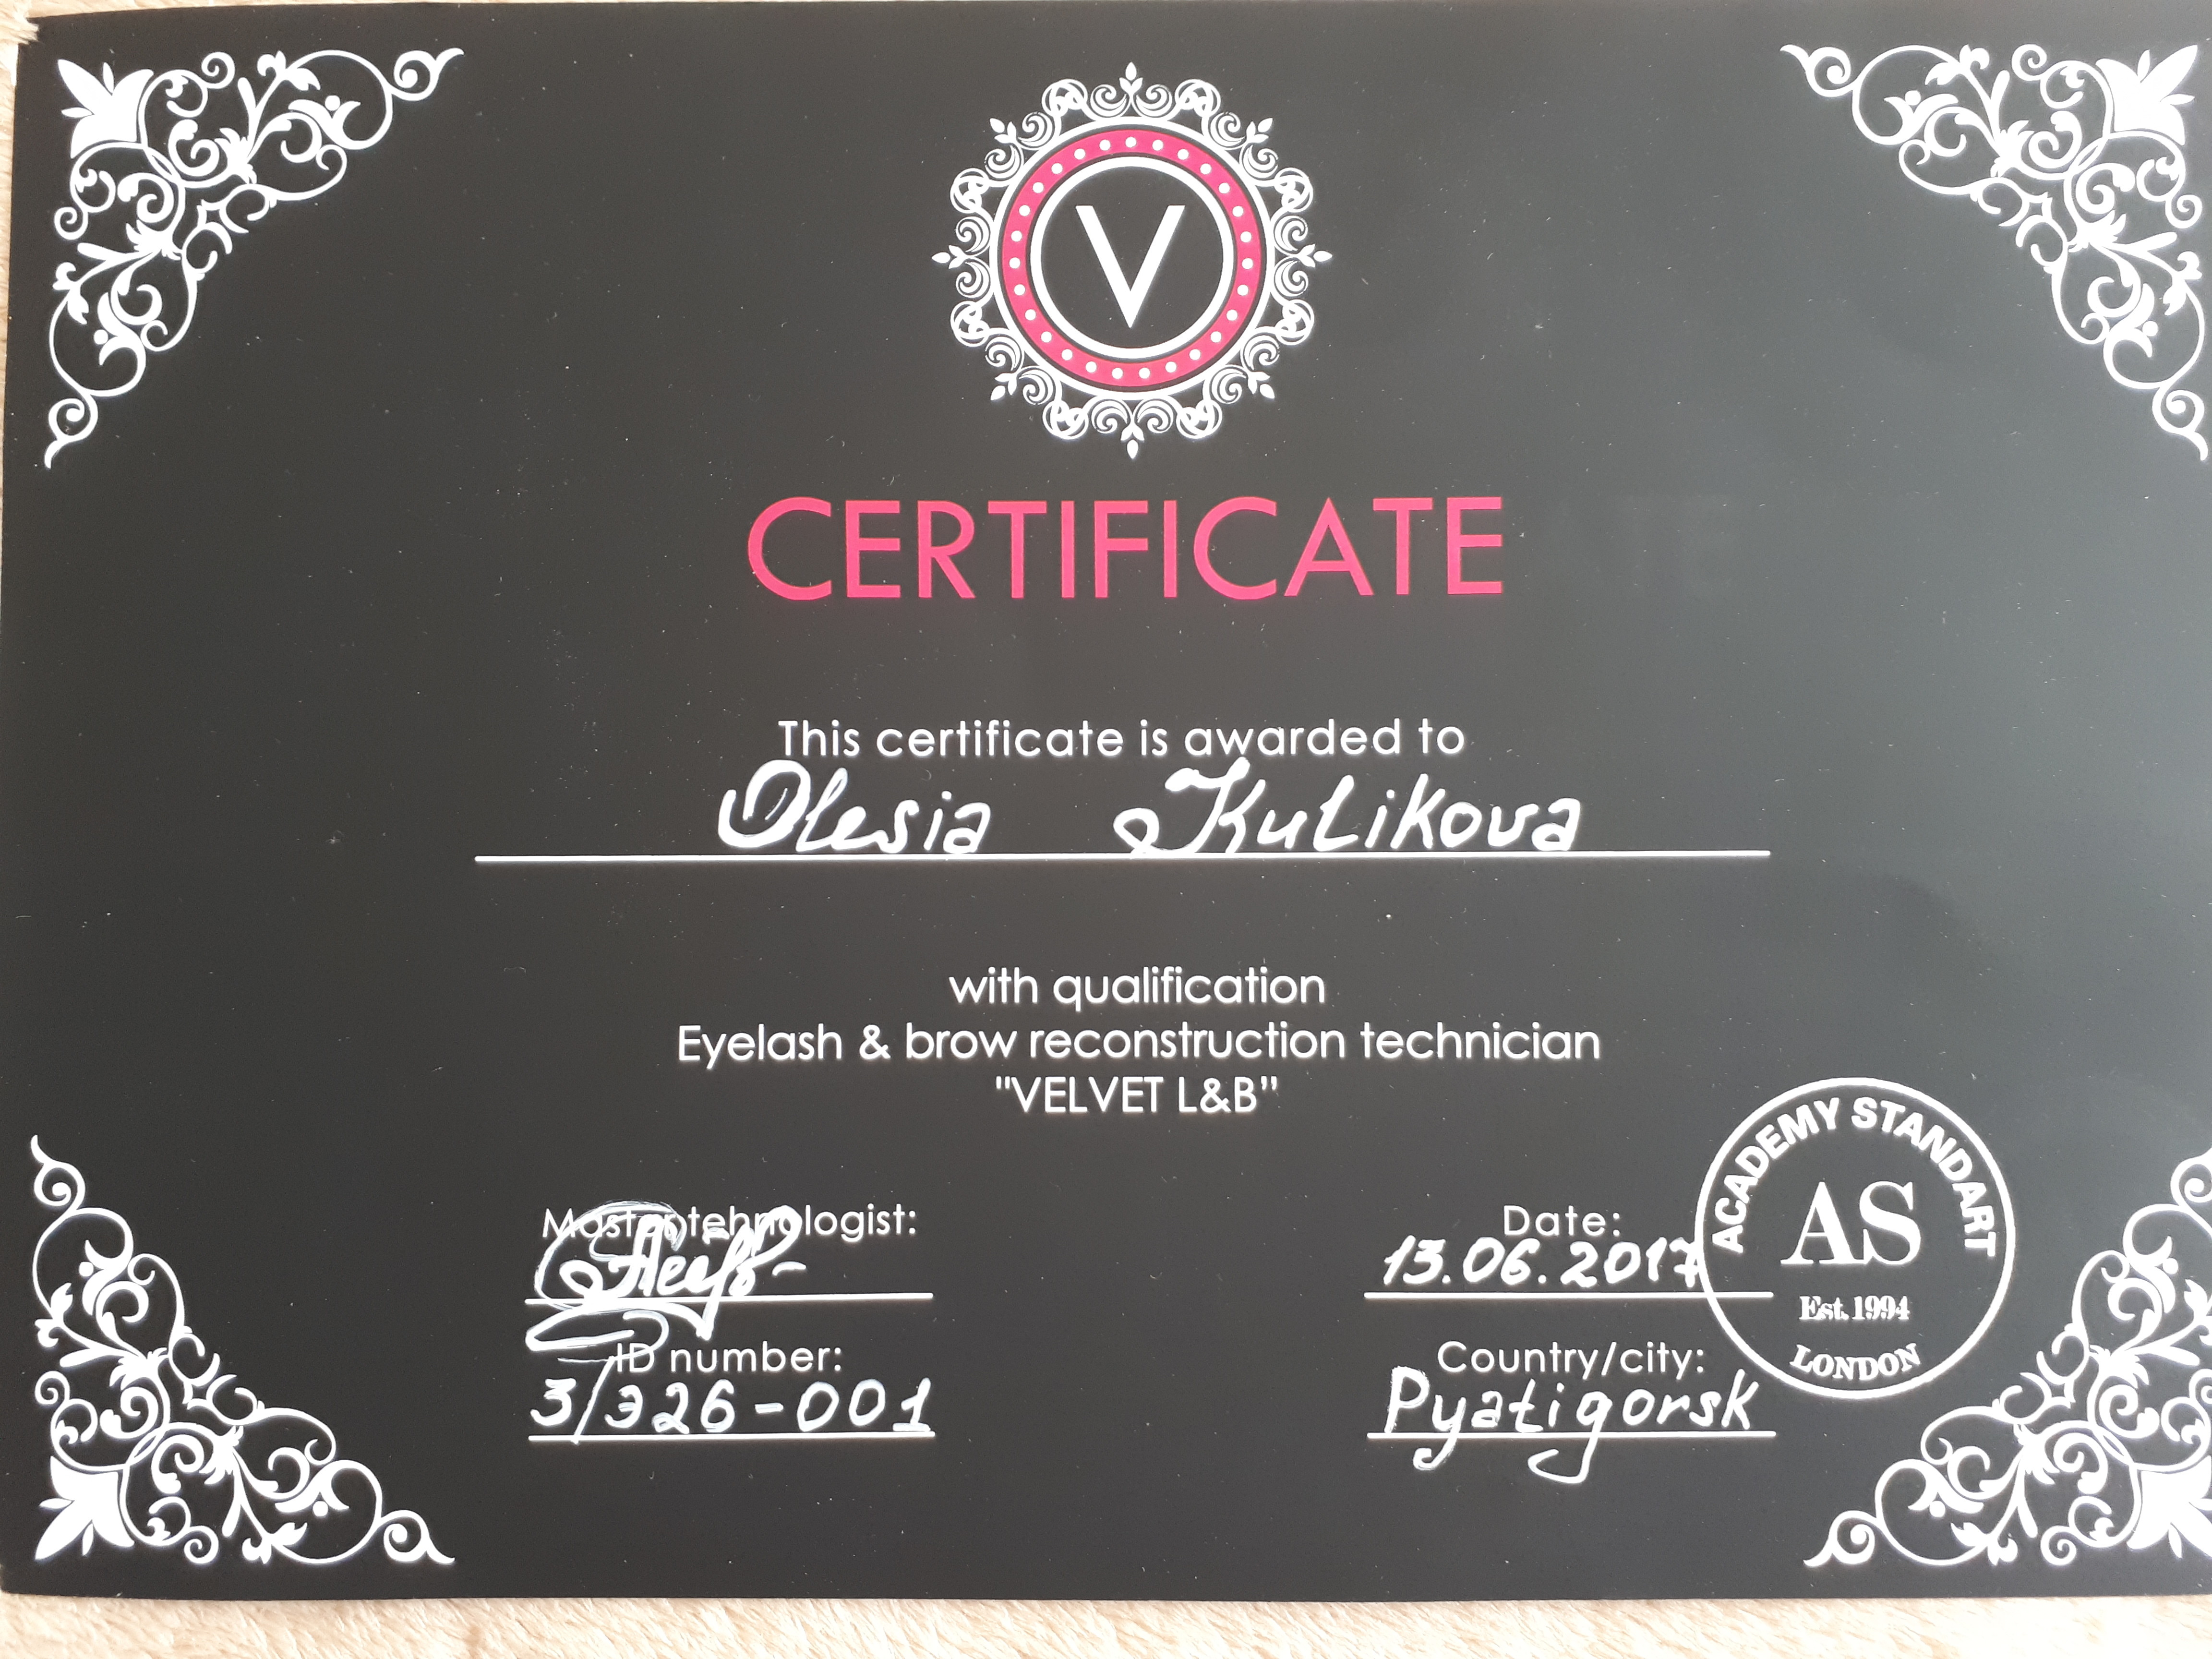 V
CERTIFICATE
This certificate is awarded to
Olesia Kulikova
with qualification
Eyelash & brow reconstruction technician
"VELVET L&B"
Master tehnologist:
Date:
13.06.2017
ACADEMY STANDART
AS
Est. 1994
LONDON
ID number:
3/326-001
Country/city:
Pyatigorsk